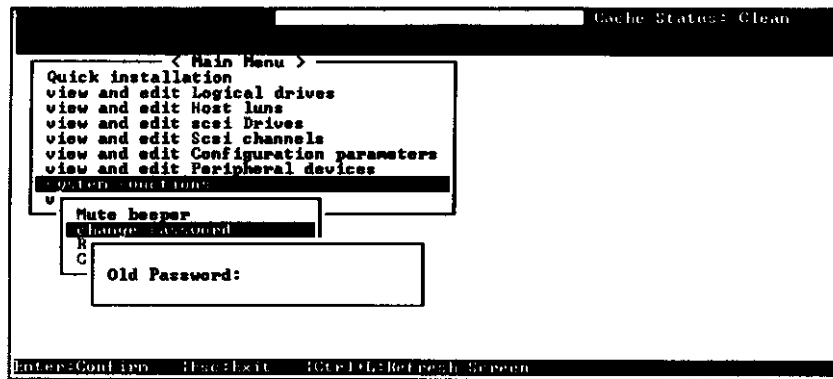 Cache Status: Clean
< Main Menu >
Quick installation
view and edit Logical drives
view and edit Host luns
view and edit scsi Drives
view and edit Scsi channels
view and edit Configuration parameters
view and edit Peripheral devices
system Functions
v
Mute beeper
change Password
R
C
Old Password:
Enter:Confirm |Esc:Exit |Ctrl+L:Refresh Screen